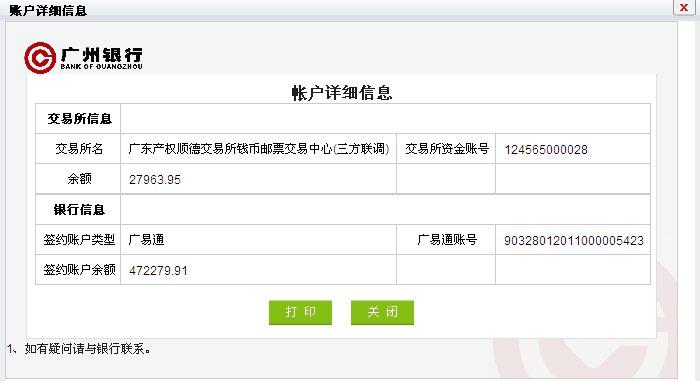 账户详细信息
x
广州银行
BANK OF GUANGZHOU
帐户详细信息
交易所信息
交易所名 广东产权顺德交易所钱币邮票交易中心(三方联调) 交易所资金账号 124565000028
余额 27963.95
银行信息
签约账户类型 广易通 广易通账号 90328012011000005423
签约账户余额 472279.91
打 印 关 闭
1、如有疑问请与银行联系。